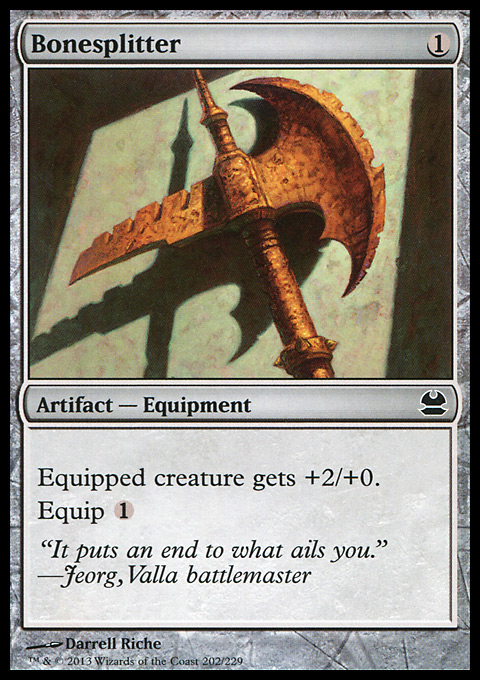 Bonesplitter 1
Artifact — Equipment
Equipped creature gets +2/+0.
Equip 1
“It puts an end to what ails you.”
—Jeorg, Valla battlemaster
Darrell Riche
™ & © 2013 Wizards of the Coast 202/229